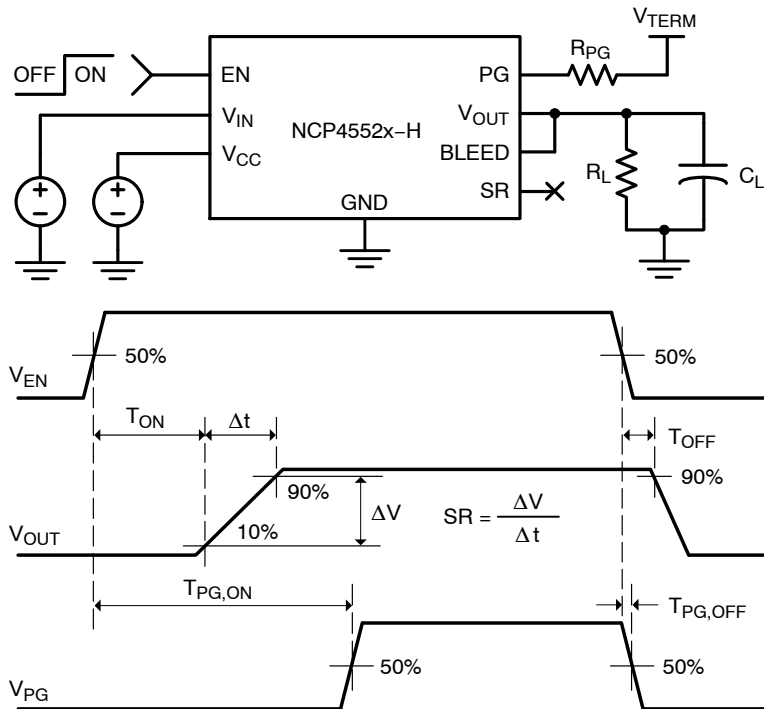 V_TERM
R_PG
OFF ON
EN
PG
V_IN
V_OUT
NCP4552x−H
V_CC
BLEED
R_L
C_L
SR
GND
+
−
+
−
50%
50%
V_EN
T_ON
Δt
T_OFF
90%
90%
ΔV
SR = ΔV
Δt
10%
V_OUT
T_PG,ON
T_PG,OFF
50%
50%
V_PG